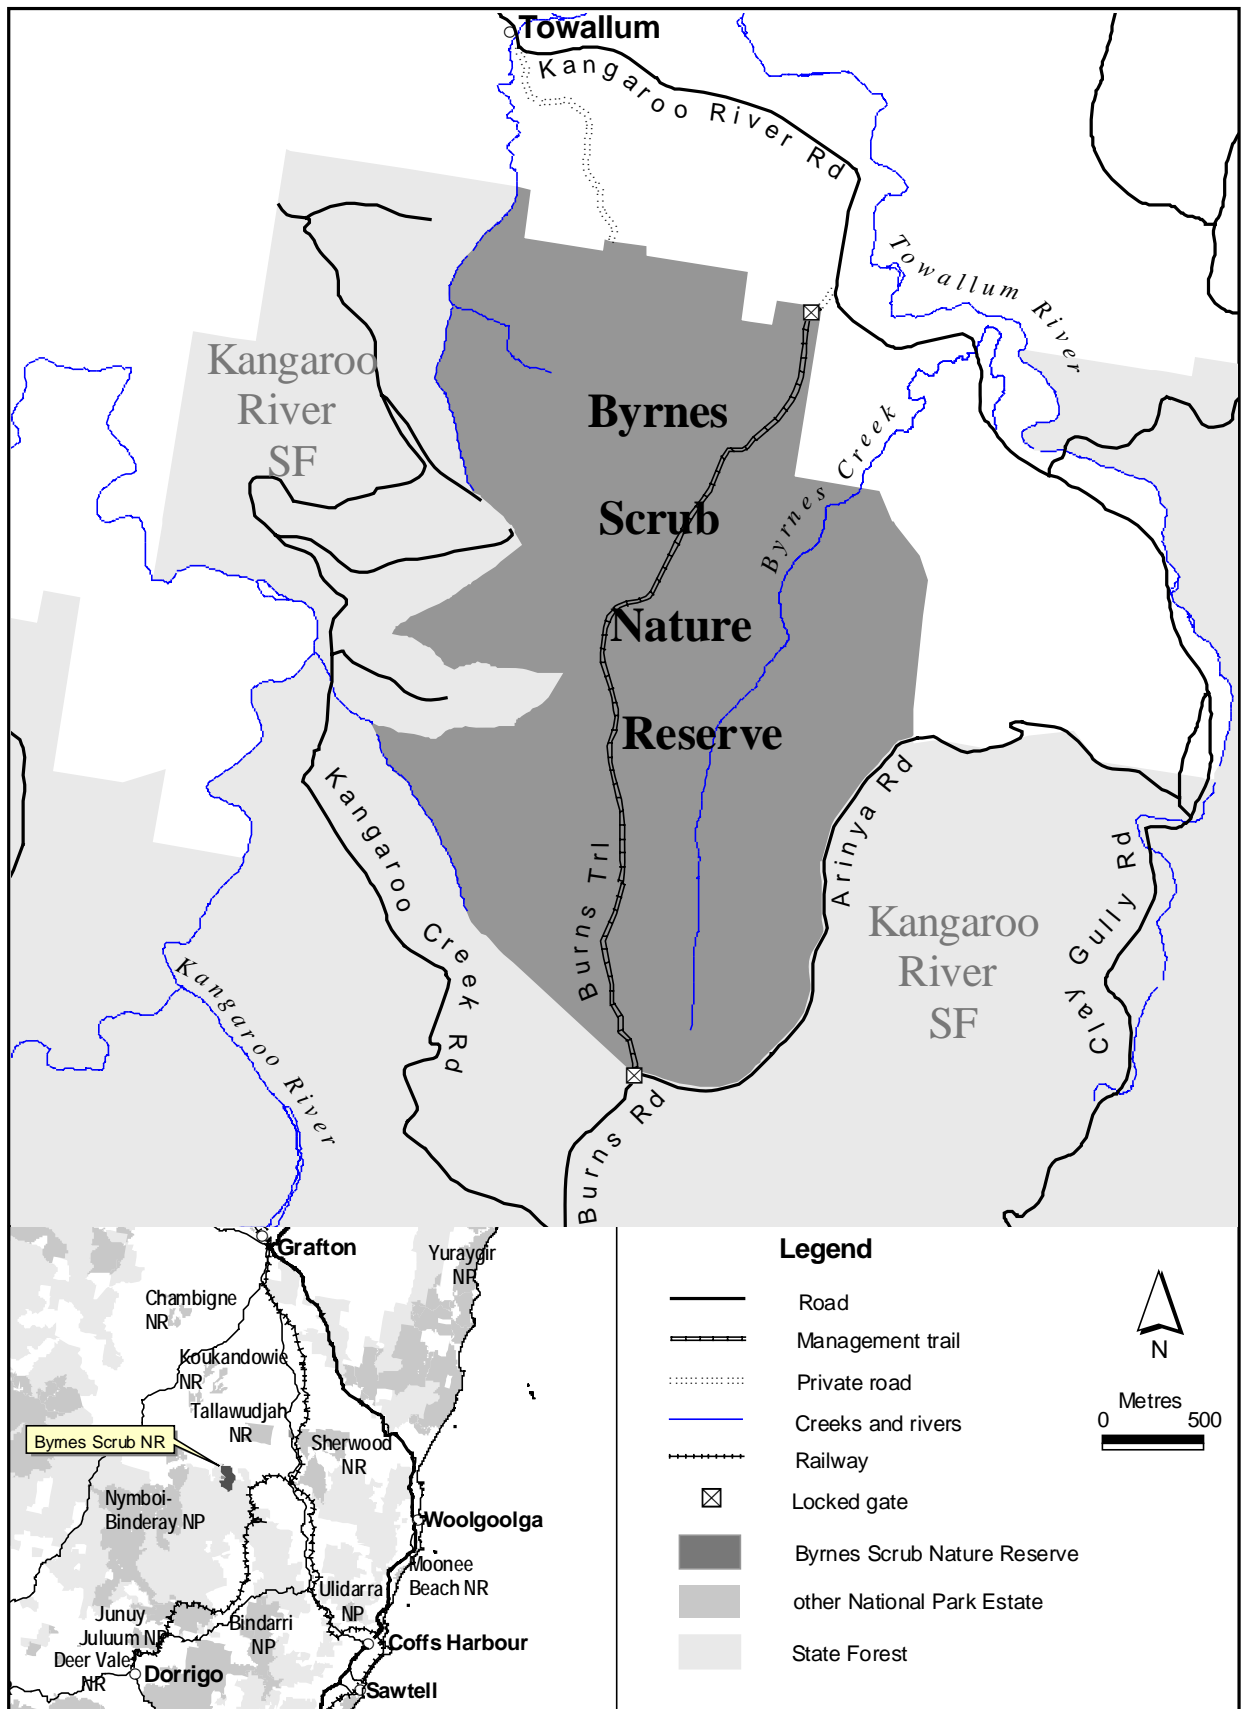 Towallum
Kangaroo River Rd
Towallum River
Kangaroo
River
SF
Byrnes
Scrub
Nature
Reserve
Byrnes Creek
Kangaroo Creek Rd
Burns Trl
Arinya Rd
Kangaroo
River
SF
Clay Gully Rd
Kangaroo River
Burns Rd
Grafton
Yuraygir
NR
Chambigne
NR
Koukandowie
NR
Tallawudjah
NR
Sherwood
NR
Byrnes Scrub NR
Nymboi-
Binderay NP
Woolgoolga
Moonee
Beach NR
Ulidarra
NP
Junuy
Juluum NP
Bindarri
NP
Deer Vale
NR
Coffs Harbour
Dorrigo
Sawtell
Legend
Road
Management trail
Private road
Creeks and rivers
Railway
Locked gate
Byrnes Scrub Nature Reserve
other National Park Estate
State Forest
N
Metres
0 500